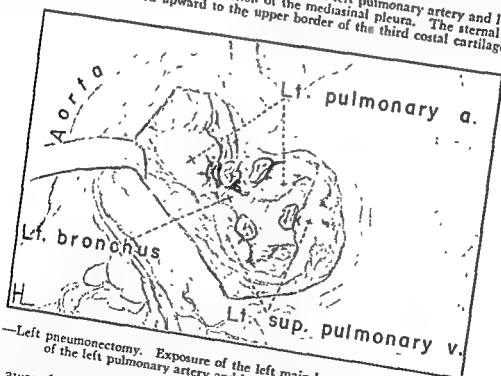 pulmonary artery and
of the mediasinal pleura. The sternal
upward to the upper border of the third costal cartilage
Aorta
Lt. pulmonary a.
Lt. bronchus
Lt. sup. pulmonary v.
H
—Left pneumonectomy. Exposure of the left main
of the left pulmonary artery and